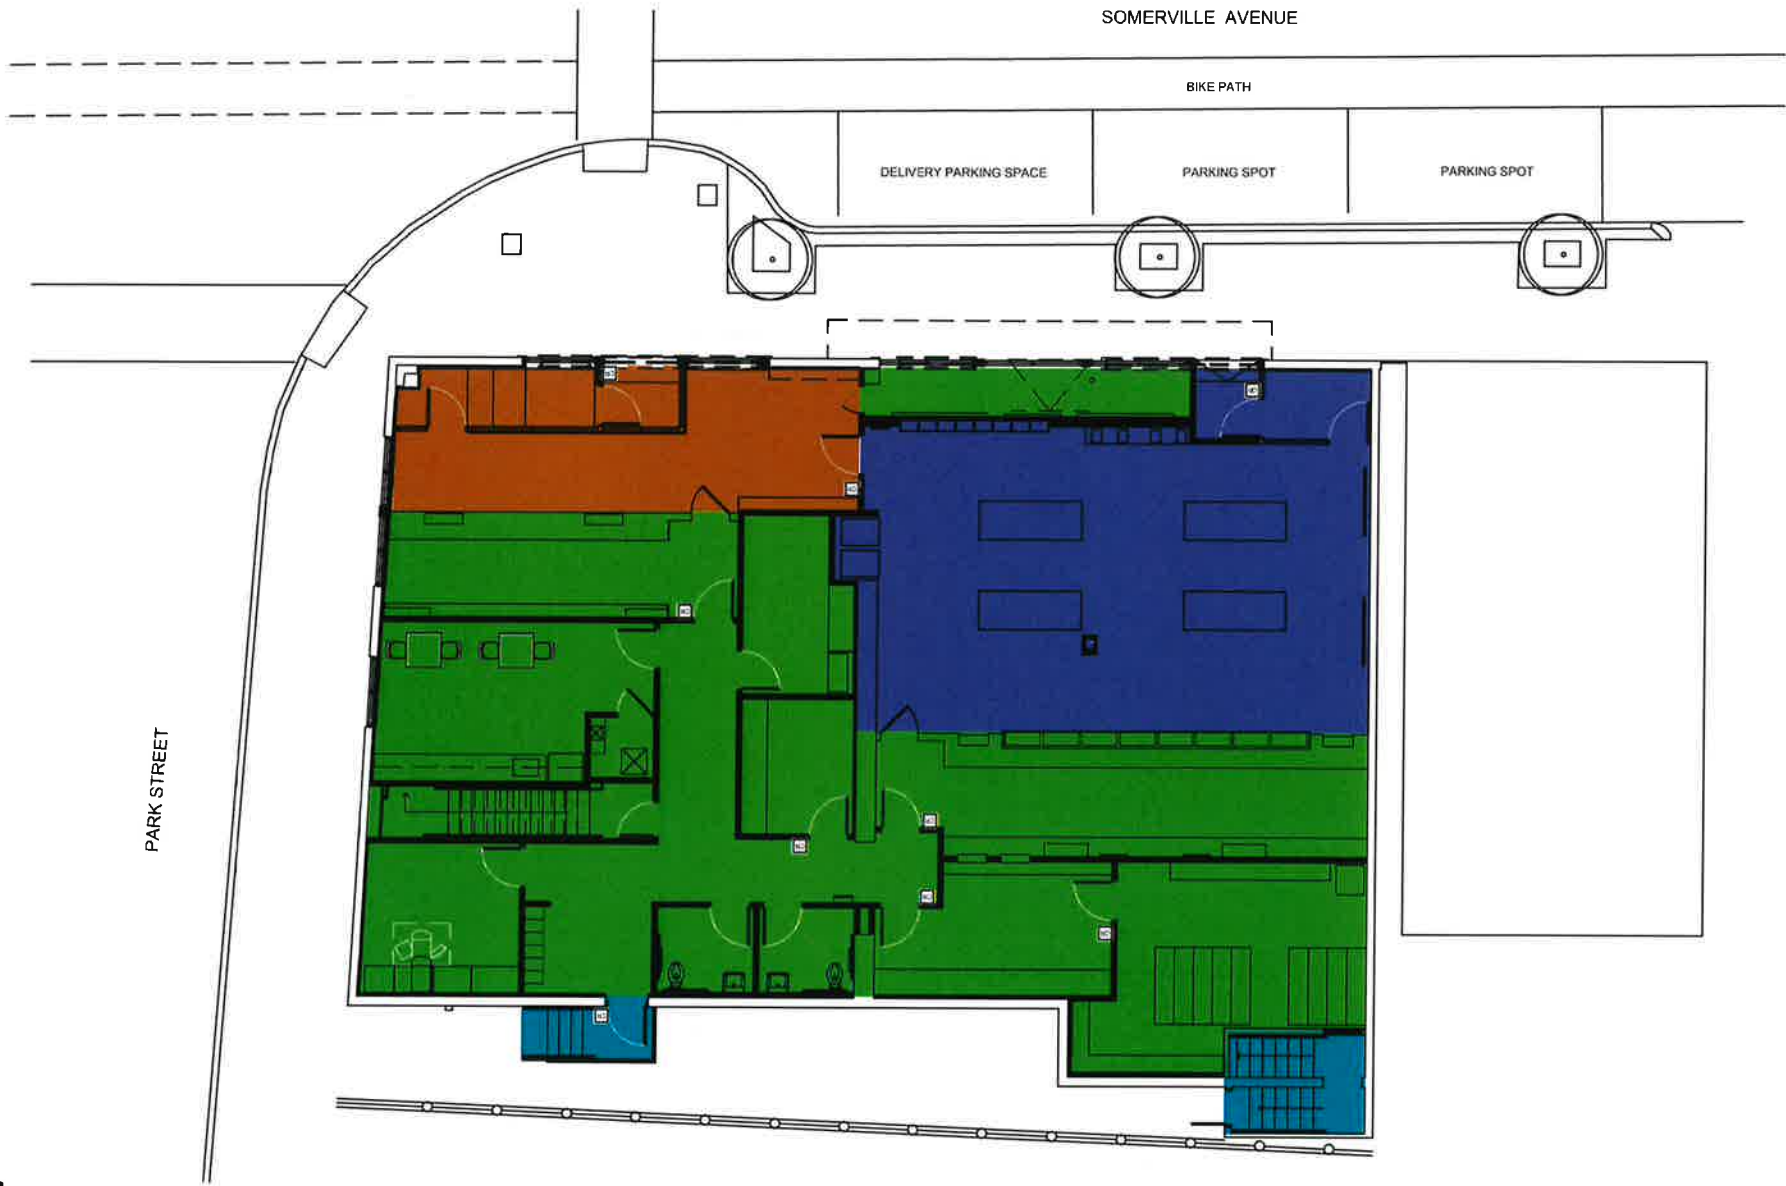 SOMERVILLE AVENUE
BIKE PATH
DELIVERY PARKING SPACE
PARKING SPOT
PARKING SPOT
PARK STREET